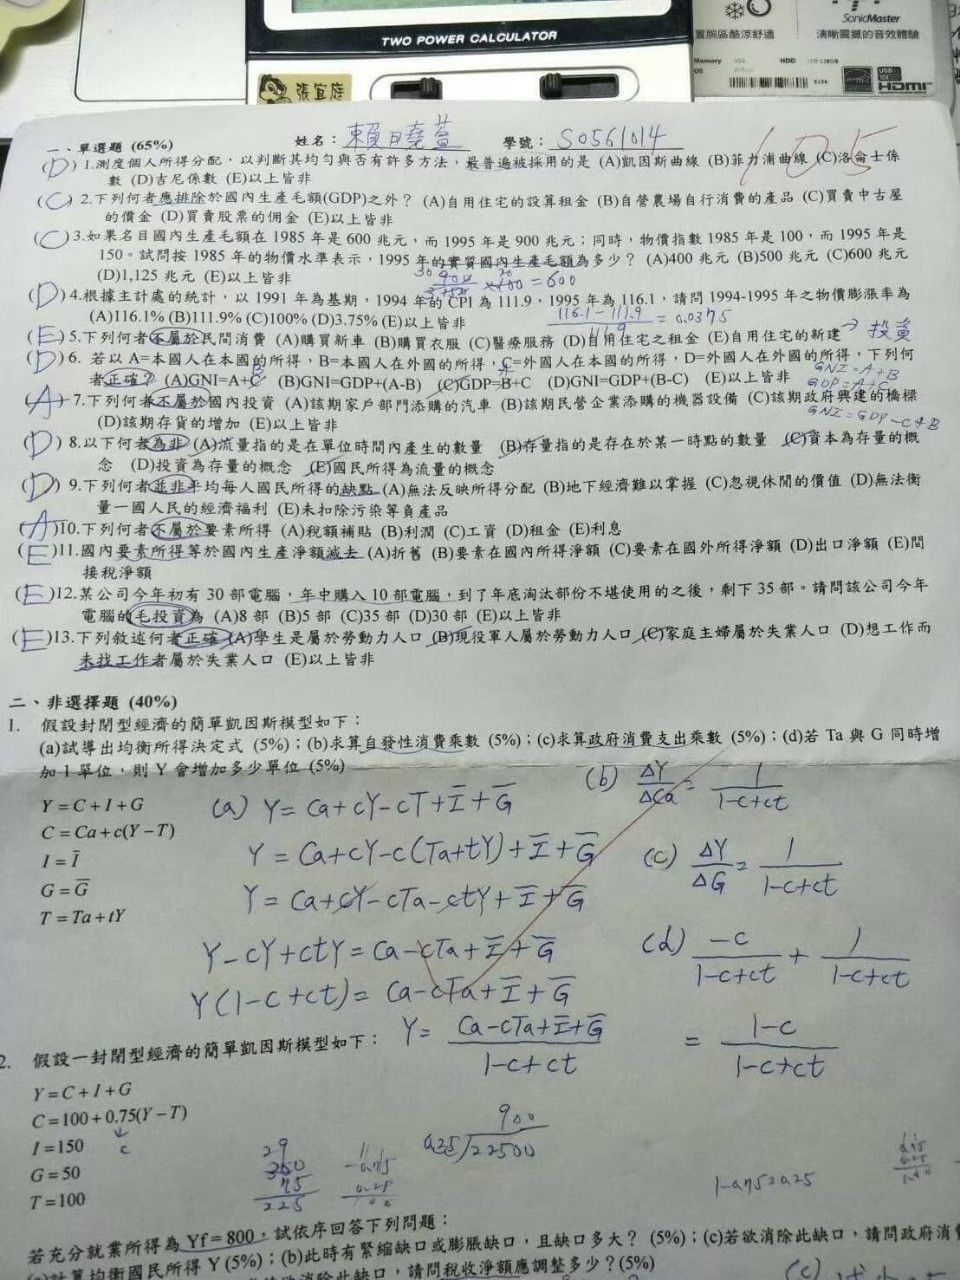 TWO POWER CALCULATOR
張宜庭
SonicMaster
置腕區酷涼舒適
清晰震撼的音效體驗
Memory
HDD
OS
USB
HDMI
一、單選題 (65%)
姓名：賴日萱
學號：S0561014
105
(D) 1.測度個人所得分配，以判斷其均勻與否有許多方法，最普遍被採用的是 (A)凱因斯曲線 (B)菲力浦曲線 (C)洛侖士係
數 (D)吉尼係數 (E)以上皆非
(C) 2.下列何者應排除於國內生產毛額(GDP)之外？ (A)自用住宅的設算租金 (B)自營農場自行消費的產品 (C)買賣中古屋
的價金 (D)買賣股票的佣金 (E)以上皆非
(C) 3.如果名目國內生產毛額在 1985 年是 600 兆元，而 1995 年是 900 兆元；同時，物價指數 1985 年是 100，而 1995 年是
150。試問按 1985 年的物價水準表示，1995 年的實質國內生產毛額為多少？ (A)400 兆元 (B)500 兆元 (C)600 兆元
(D)1,125 兆元 (E)以上皆非
×100 = 600
(D) 4.根據主計處的統計，以 1991 年為基期，1994 年的 CPI 為 111.9，1995 年為 116.1，請問 1994-1995 年之物價膨脹率為
(A)116.1% (B)111.9% (C)100% (D)3.75% (E)以上皆非
116.1-111.9
111.9
= 0.0375
(E) 5.下列何者不屬於民間消費 (A)購買新車 (B)購買衣服 (C)醫療服務 (D)自用住宅之租金 (E)自用住宅的新建 → 投資
(D) 6. 若以 A=本國人在本國的所得，B=本國人在外國的所得，C=外國人在本國的所得，D=外國人在外國的所得，下列何
者正確？ (A)GNI=A+C (B)GNI=GDP+(A-B) (C)GDP=B+C (D)GNI=GDP+(B-C) (E)以上皆非
GNI=A+B
GDP=A+C
GNI=GDP-C+B
(A) 7.下列何者不屬於國內投資 (A)該期家戶部門添購的汽車 (B)該期民營企業添購的機器設備 (C)該期政府興建的橋樑
(D)該期存貨的增加 (E)以上皆非
(D) 8.以下何者為非 (A)流量指的是在單位時間內產生的數量 (B)存量指的是存在於某一時點的數量 (C)資本為存量的概
念 (D)投資為存量的概念 (E)國民所得為流量的概念
(D) 9.下列何者並非平均每人國民所得的缺點 (A)無法反映所得分配 (B)地下經濟難以掌握 (C)忽視休閒的價值 (D)無法衡
量一國人民的經濟福利 (E)未扣除污染等負產品
(A)10.下列何者不屬於要素所得 (A)稅額補貼 (B)利潤 (C)工資 (D)租金 (E)利息
(E)11.國內要素所得等於國內生產淨額減去 (A)折舊 (B)要素在國內所得淨額 (C)要素在國外所得淨額 (D)出口淨額 (E)間
接稅淨額
(E)12.某公司今年初有 30 部電腦，年中購入 10 部電腦，到了年底淘汰部份不堪使用的之後，剩下 35 部。請問該公司今年
電腦的毛投資為 (A)8 部 (B)5 部 (C)35 部 (D)30 部 (E)以上皆非
(E)13.下列敘述何者正確 (A)學生是屬於勞動力人口 (B)現役軍人屬於勞動力人口 (C)家庭主婦屬於失業人口 (D)想工作而
未找工作者屬於失業人口 (E)以上皆非
二、非選擇題 (40%)
1. 假設封閉型經濟的簡單凱因斯模型如下：
(a)試導出均衡所得決定式 (5%)；(b)求算自發性消費乘數 (5%)；(c)求算政府消費支出乘數 (5%)；(d)若 Ta 與 G 同時增
加 1 單位，則 Y 會增加多少單位 (5%)
Y = C + I + G
C = Ca + c(Y − T)
I = Ī
G = G̅
T = Ta + tY
(a) Y = Ca+cY-cT+Ī+G̅
Y = Ca+cY-c(Ta+tY)+Ī+G̅
Y = Ca+cY-cTa-ctY+Ī+G̅
Y-cY+ctY = Ca-cTa+Ī+G̅
Y(1-c+ct) = Ca-cTa+Ī+G̅
Y = Ca-cTa+Ī+G̅
1-c+ct
(b) ΔY/ΔCa = 1/1-c+ct
(c) ΔY/ΔG = 1/1-c+ct
(d) -c/1-c+ct + 1/1-c+ct
= 1-c/1-c+ct
2. 假設一封閉型經濟的簡單凱因斯模型如下：
Y = C + I + G
C = 100 + 0.75(Y − T)
c
I = 150
G = 50
T = 100
75
225
900
22500
1-0.75=0.25
若充分就業所得為 Yf = 800，試依序回答下列問題：
計算均衡國民所得 Y (5%)；(b)此時有緊縮缺口或膨脹缺口，且缺口多大？ (5%)；(c)若欲消除此缺口，請問政府消費
消除此缺口，請問稅收淨額應調整多少？(5%)
(c)